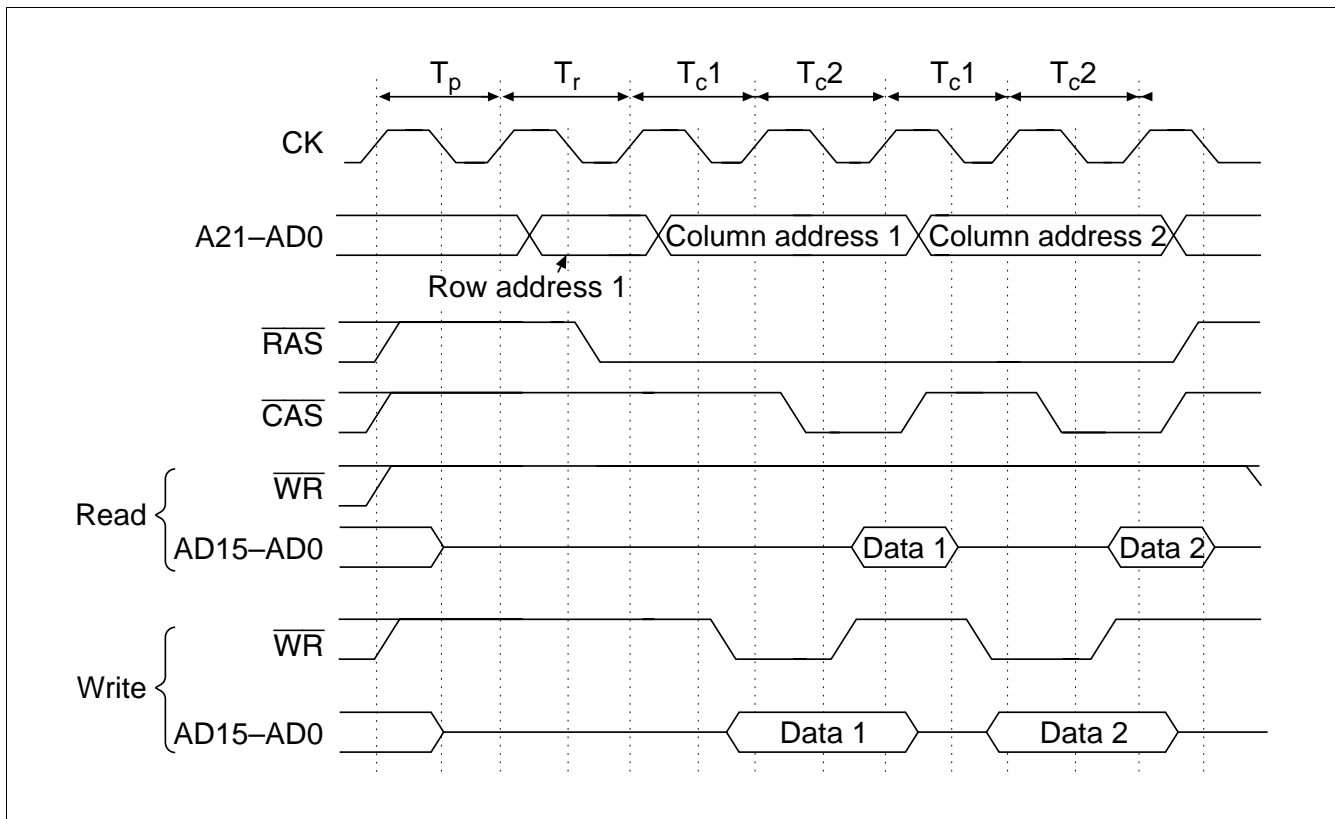 Tp Tr Tc1 Tc2 Tc1 Tc2
CK
A21–AD0 Column address 1 Column address 2
Row address 1
RAS
CAS
Read
WR
AD15–AD0 Data 1 Data 2
Write
WR
AD15–AD0 Data 1 Data 2